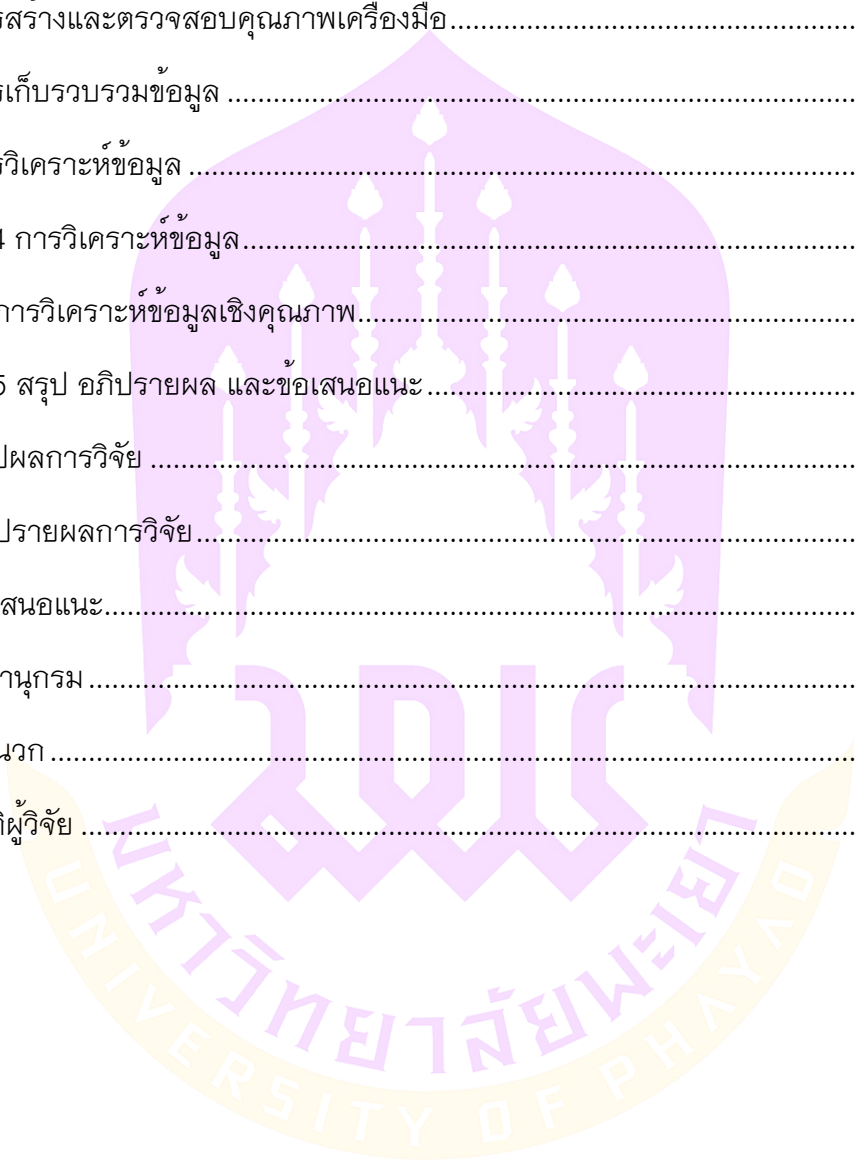 รสร้างและตรวจสอบคุณภาพเครื่องมือ................................................................
รเก็บรวบรวมข้อมูล ................................................................
รวิเคราะห์ข้อมูล ................................................................
4 การวิเคราะห์ข้อมูล................................................................
การวิเคราะห์ข้อมูลเชิงคุณภาพ................................................................
5 สรุป อภิปรายผล และข้อเสนอแนะ................................................................
ปผลการวิจัย ................................................................
ปรายผลการวิจัย................................................................
สนอแนะ................................................................
านุกรม ................................................................
นวก ................................................................
ติผู้วิจัย ................................................................
มหาวิทยาลัยพะเยา
UNIVERSITY OF PHAYAO